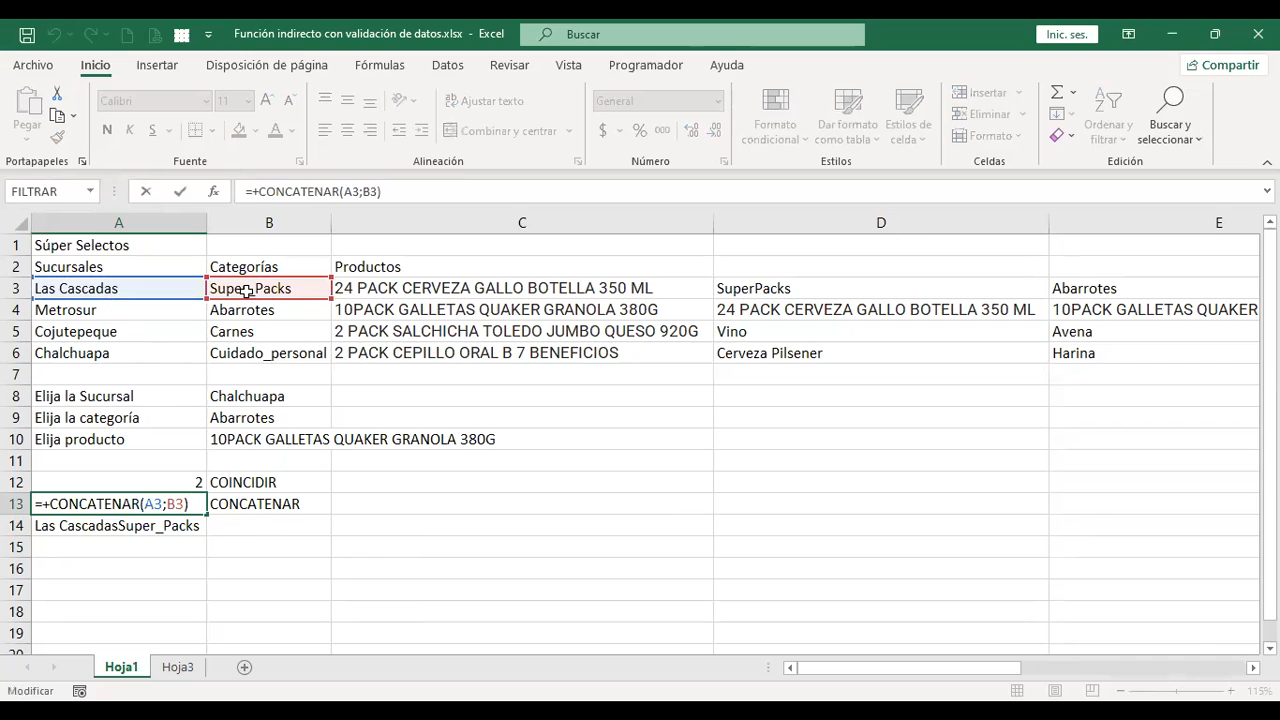 Función indirecto con validación de datos.xlsx - Excel
Buscar
Inic. ses.
Archivo Inicio Insertar Disposición de página Fórmulas Datos Revisar Vista Programador Ayuda
Compartir
Pegar
Calibri 11
N K S
Ajustar texto
Combinar y centrar
General
$ % 000
Formato condicional
Dar formato como tabla
Estilos de celda
Insertar
Eliminar
Formato
Ordenar y filtrar
Buscar y seleccionar
Portapapeles Fuente Alineación Número Estilos Celdas Edición
FILTRAR =+CONCATENAR(A3;B3)
A B C D E
1 Súper Selectos
2 Sucursales Categorías Productos
3 Las Cascadas Super_Packs 24 PACK CERVEZA GALLO BOTELLA 350 ML SuperPacks Abarrotes
4 Metrosur Abarrotes 10PACK GALLETAS QUAKER GRANOLA 380G 24 PACK CERVEZA GALLO BOTELLA 350 ML 10PACK GALLETAS QUAKER
5 Cojutepeque Carnes 2 PACK SALCHICHA TOLEDO JUMBO QUESO 920G Vino Avena
6 Chalchuapa Cuidado_personal 2 PACK CEPILLO ORAL B 7 BENEFICIOS Cerveza Pilsener Harina
7
8 Elija la Sucursal Chalchuapa
9 Elija la categoría Abarrotes
10 Elija producto 10PACK GALLETAS QUAKER GRANOLA 380G
11
12 2 COINCIDIR
13 =+CONCATENAR(A3;B3) CONCATENAR
14 Las CascadasSuper_Packs
15
16
17
18
19
20
Hoja1 Hoja3
Modificar 115%